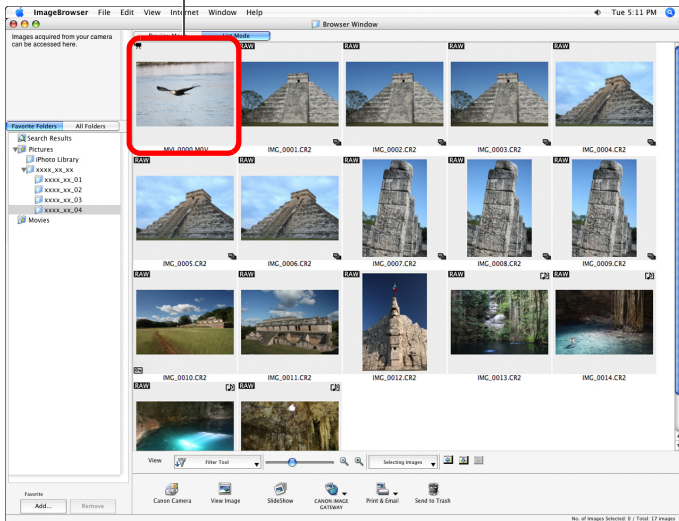 ImageBrowser File Edit View Internet Window Help Tue 5:11 PM
Browser Window
Images acquired from your camera
can be accessed here.
Preview Mode List Mode
Favorite Folders All Folders
Search Results
Pictures
iPhoto Library
xxxx_xx_xx
xxxx_xx_01
xxxx_xx_02
xxxx_xx_03
xxxx_xx_04
Movies
RAW RAW RAW RAW
MVI_0000.MOV IMG_0001.CR2 IMG_0002.CR2 IMG_0003.CR2 IMG_0004.CR2
RAW RAW RAW RAW RAW
IMG_0005.CR2 IMG_0006.CR2 IMG_0007.CR2 IMG_0008.CR2 IMG_0009.CR2
RAW RAW RAW RAW RAW
IMG_0010.CR2 IMG_0011.CR2 IMG_0012.CR2 IMG_0013.CR2 IMG_0014.CR2
RAW RAW
View Filter Tool Selecting Images
Canon Camera View Image SlideShow CANON iMAGE GATEWAY Print & Email Send to Trash
Favorite
Add... Remove
No. of Images Selected: 0 / Total: 17 images